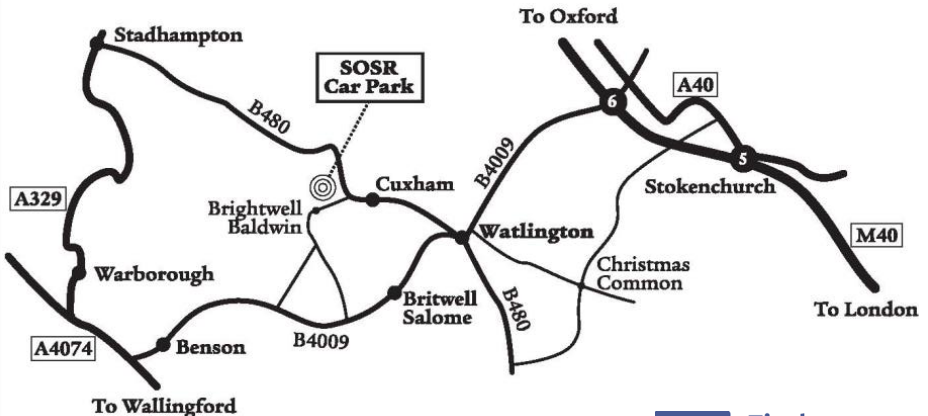 To Oxford
Stadhampton
SOSR
Car Park
A40
6
B480
B4009
5
Stokenchurch
A329
Cuxham
Brightwell
Baldwin
Watlington
M40
Warborough
Christmas
Common
Britwell
Salome
B480
To London
B4009
A4074
Benson
To Wallingford